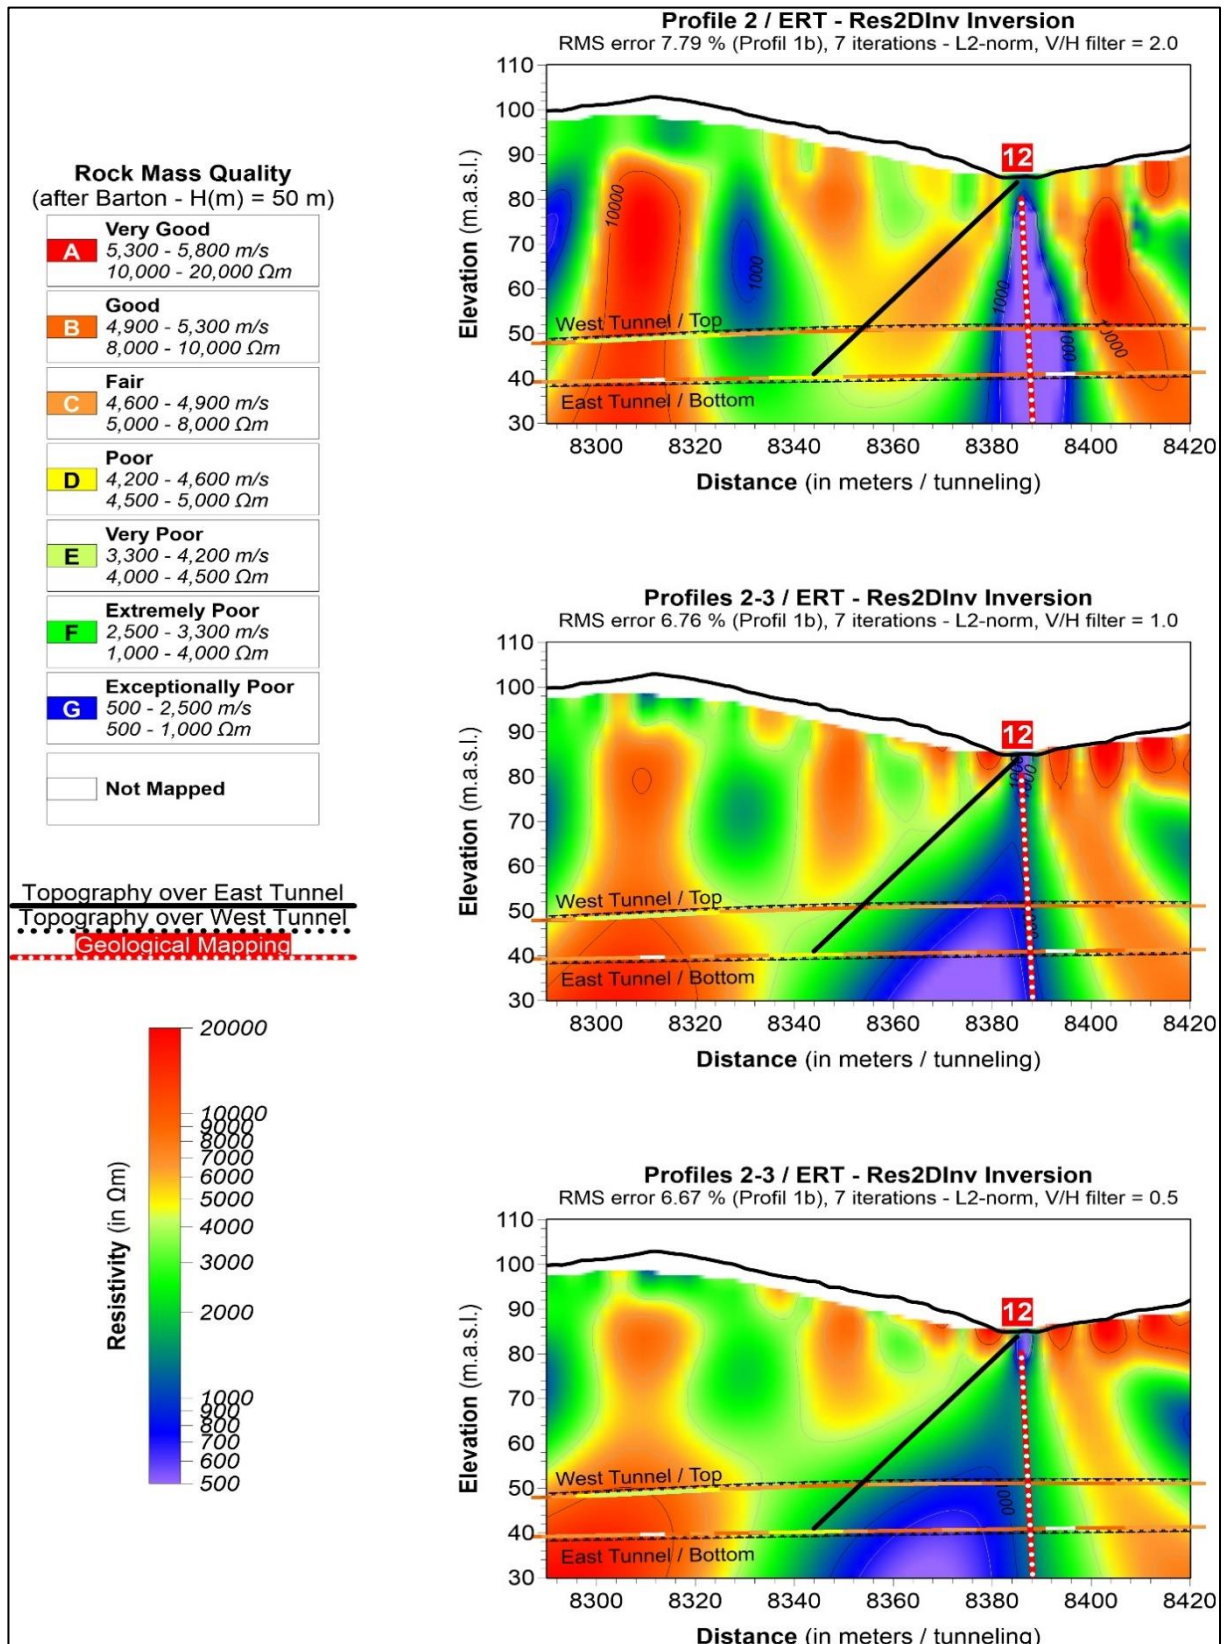 Rock Mass Quality
(after Barton - H(m) = 50 m)
A
Very Good
5,300 - 5,800 m/s
10,000 - 20,000 Ωm
B
Good
4,900 - 5,300 m/s
8,000 - 10,000 Ωm
C
Fair
4,600 - 4,900 m/s
5,000 - 8,000 Ωm
D
Poor
4,200 - 4,600 m/s
4,500 - 5,000 Ωm
E
Very Poor
3,300 - 4,200 m/s
4,000 - 4,500 Ωm
F
Extremely Poor
2,500 - 3,300 m/s
1,000 - 4,000 Ωm
G
Exceptionally Poor
500 - 2,500 m/s
500 - 1,000 Ωm
Not Mapped
Topography over East Tunnel
Topography over West Tunnel
Geological Mapping
Resistivity (in Ωm)
20000
10000
9000
8000
7000
6000
5000
4000
3000
2000
1000
900
800
700
600
500
Profile 2 / ERT - Res2DInv Inversion
RMS error 7.79 % (Profil 1b), 7 iterations - L2-norm, V/H filter = 2.0
Elevation (m.a.s.l.)
110
100
90
80
70
60
50
40
30
12
10000
1000
1000
1000
10000
West Tunnel / Top
East Tunnel / Bottom
8300 8320 8340 8360 8380 8400 8420
Distance (in meters / tunneling)
Profiles 2-3 / ERT - Res2DInv Inversion
RMS error 6.76 % (Profil 1b), 7 iterations - L2-norm, V/H filter = 1.0
Elevation (m.a.s.l.)
110
100
90
80
70
60
50
40
30
12
1000
1000
West Tunnel / Top
East Tunnel / Bottom
8300 8320 8340 8360 8380 8400 8420
Distance (in meters / tunneling)
Profiles 2-3 / ERT - Res2DInv Inversion
RMS error 6.67 % (Profil 1b), 7 iterations - L2-norm, V/H filter = 0.5
Elevation (m.a.s.l.)
110
100
90
80
70
60
50
40
30
12
1000
West Tunnel / Top
East Tunnel / Bottom
8300 8320 8340 8360 8380 8400 8420
Distance (in meters / tunneling)